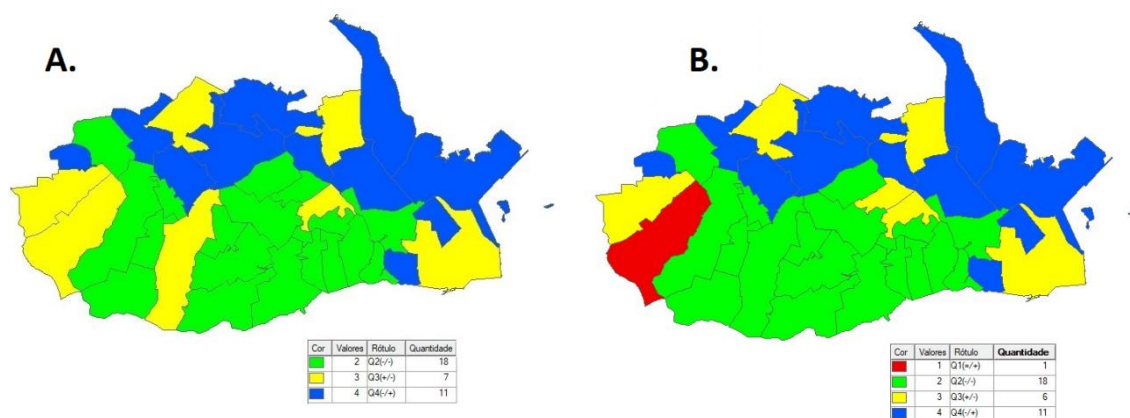 A.
B.
Cor Valores Rótulo Quantidade
2 Q2(-/-) 18
3 Q3(+/-) 7
4 Q4(-/+) 11
Cor Valores Rótulo Quantidade
1 Q1(+/+) 1
2 Q2(-/-) 18
3 Q3(+/-) 6
4 Q4(-/+) 11